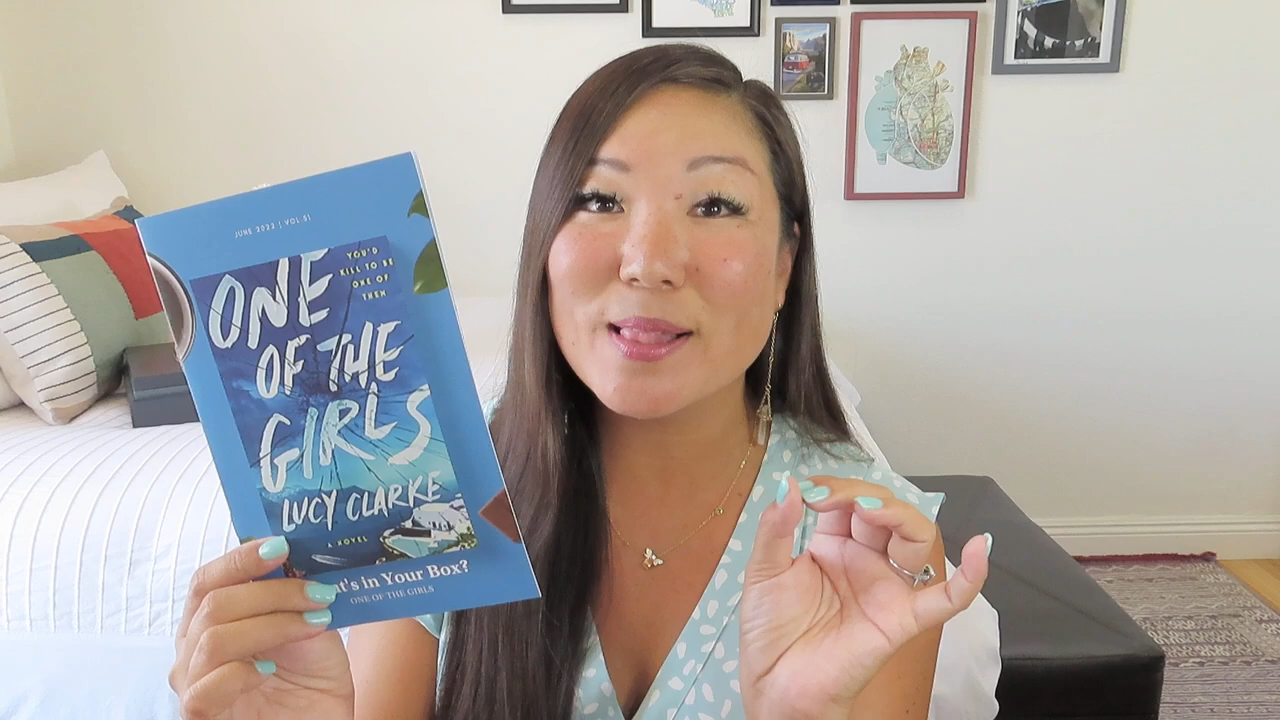 JUNE 2022 | VOL.51
YOU'D
KILL TO BE
ONE OF
THEM
ONE
OF THE
GIRLS
LUCY CLARKE
A NOVEL
at's in Your Box?
ONE OF THE GIRLS